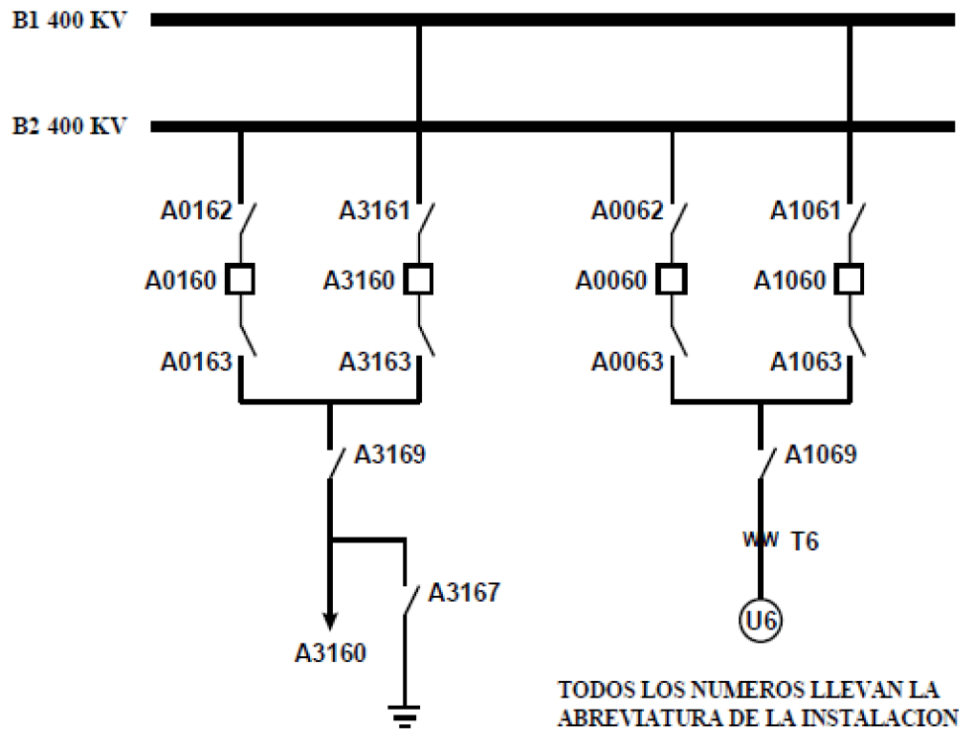 B1 400 KV
B2 400 KV
A0162
A3161
A0062
A1061
A0160
A3160
A0060
A1060
A0163
A3163
A0063
A1063
A3169
A1069
WW T6
A3167
A3160
U6
TODOS LOS NUMEROS LLEVAN LA
ABREVIATURA DE LA INSTALACION